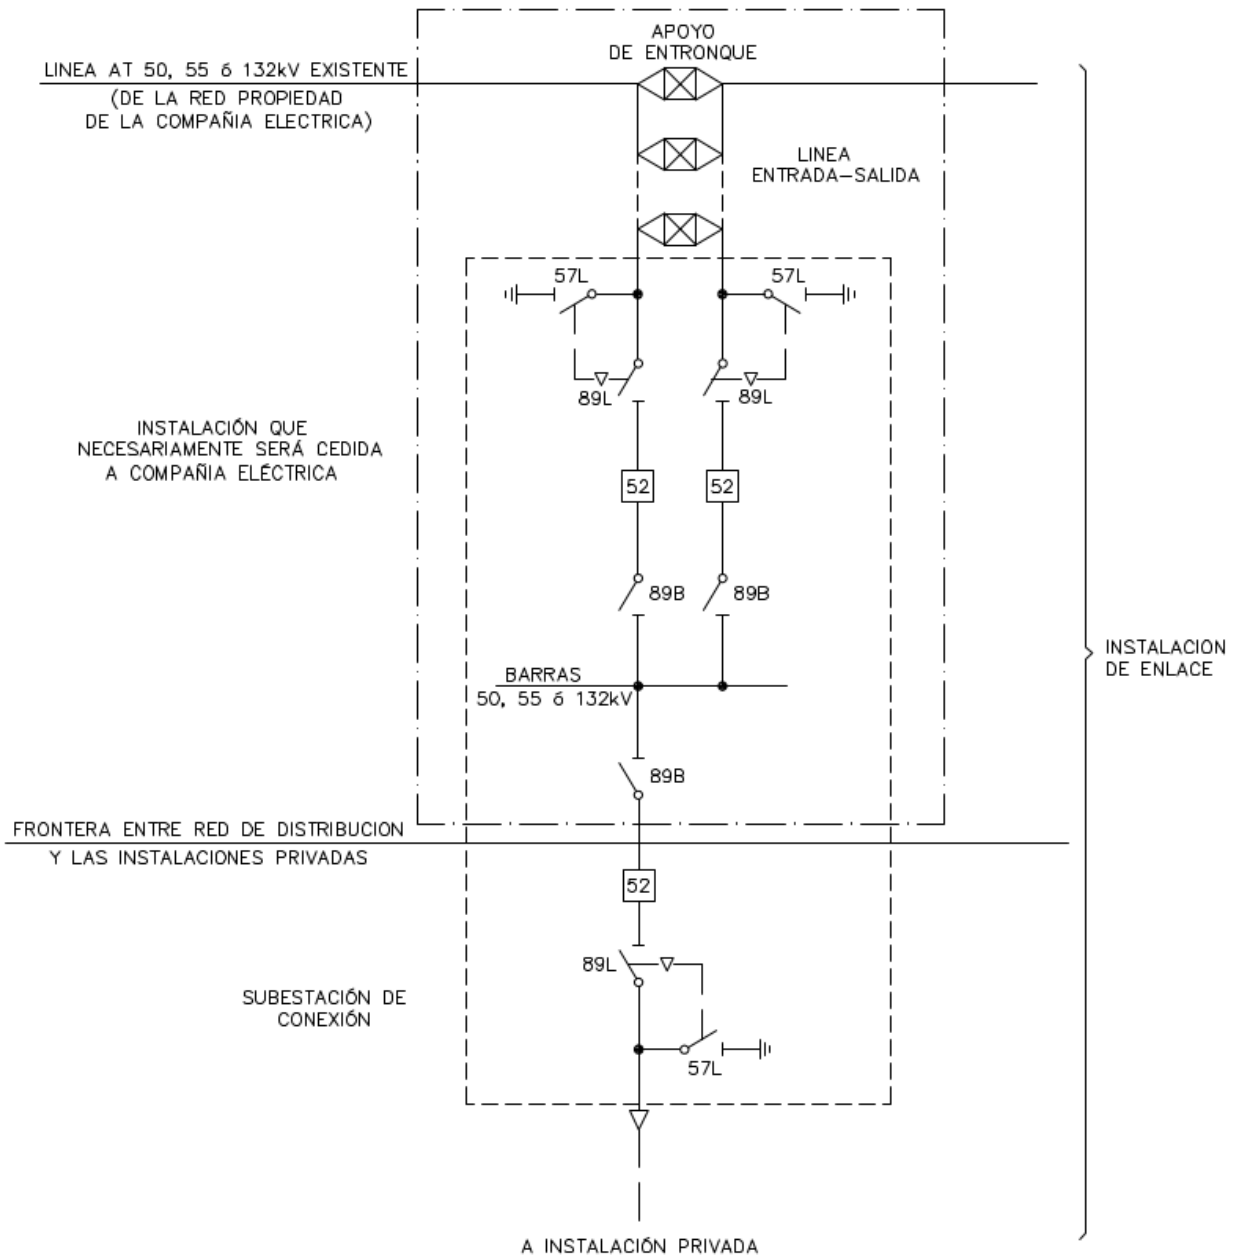 APOYO
DE ENTRONQUE
LINEA AT 50, 55 ó 132kV EXISTENTE
(DE LA RED PROPIEDAD
DE LA COMPAÑIA ELECTRICA)
LINEA
ENTRADA-SALIDA
57L
57L
89L
89L
INSTALACIÓN QUE
NECESARIAMENTE SERÁ CEDIDA
A COMPAÑIA ELÉCTRICA
52
52
89B
89B
INSTALACION
DE ENLACE
BARRAS
50, 55 ó 132kV
89B
FRONTERA ENTRE RED DE DISTRIBUCION
Y LAS INSTALACIONES PRIVADAS
52
89L
SUBESTACIÓN DE
CONEXIÓN
57L
A INSTALACIÓN PRIVADA